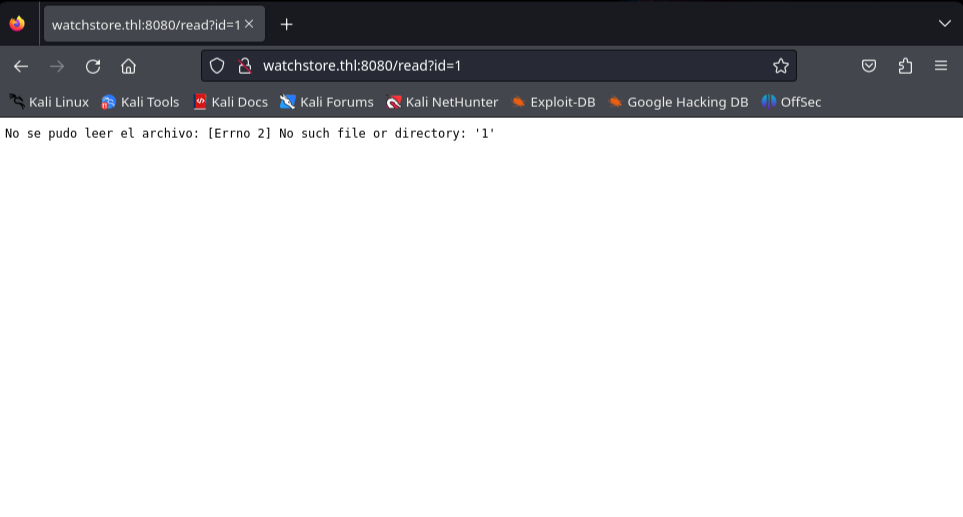 watchstore.thl:8080/read?id=1
watchstore.thl:8080/read?id=1
Kali Linux Kali Tools Kali Docs Kali Forums Kali NetHunter Exploit-DB Google Hacking DB OffSec
No se pudo leer el archivo: [Errno 2] No such file or directory: '1'